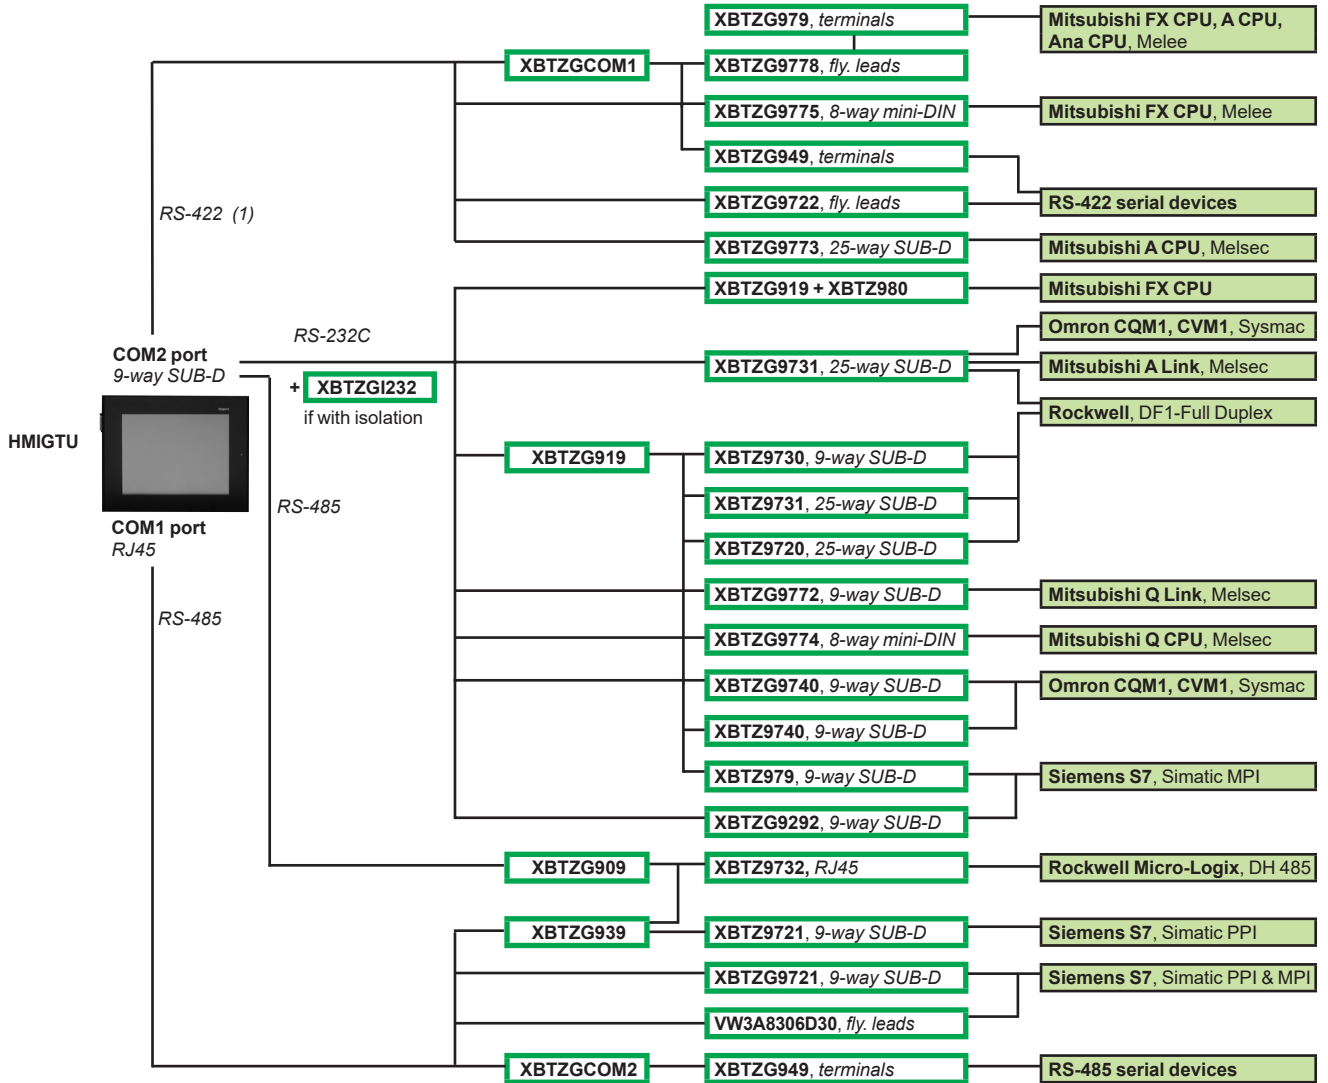 XBTZG979, terminals
Mitsubishi FX CPU, A CPU,
Ana CPU, Melee
XBTZGCOM1
XBTZG9778, fly. leads
XBTZG9775, 8-way mini-DIN
Mitsubishi FX CPU, Melee
XBTZG949, terminals
RS-422 (1)
XBTZG9722, fly. leads
RS-422 serial devices
XBTZG9773, 25-way SUB-D
Mitsubishi A CPU, Melsec
XBTZG919 + XBTZ980
Mitsubishi FX CPU
RS-232C
Omron CQM1, CVM1, Sysmac
COM2 port
9-way SUB-D
XBTZG9731, 25-way SUB-D
Mitsubishi A Link, Melsec
+ XBTZGI232
if with isolation
Rockwell, DF1-Full Duplex
HMIGTU
XBTZG919
XBTZ9730, 9-way SUB-D
RS-485
XBTZ9731, 25-way SUB-D
COM1 port
RJ45
XBTZ9720, 25-way SUB-D
XBTZG9772, 9-way SUB-D
Mitsubishi Q Link, Melsec
RS-485
XBTZG9774, 8-way mini-DIN
Mitsubishi Q CPU, Melsec
XBTZG9740, 9-way SUB-D
Omron CQM1, CVM1, Sysmac
XBTZ9740, 9-way SUB-D
XBTZ979, 9-way SUB-D
Siemens S7, Simatic MPI
XBTZG9292, 9-way SUB-D
XBTZG909
XBTZ9732, RJ45
Rockwell Micro-Logix, DH 485
XBTZG939
XBTZ9721, 9-way SUB-D
Siemens S7, Simatic PPI
XBTZG9721, 9-way SUB-D
Siemens S7, Simatic PPI & MPI
VW3A8306D30, fly. leads
XBTZGCOM2
XBTZG949, terminals
RS-485 serial devices